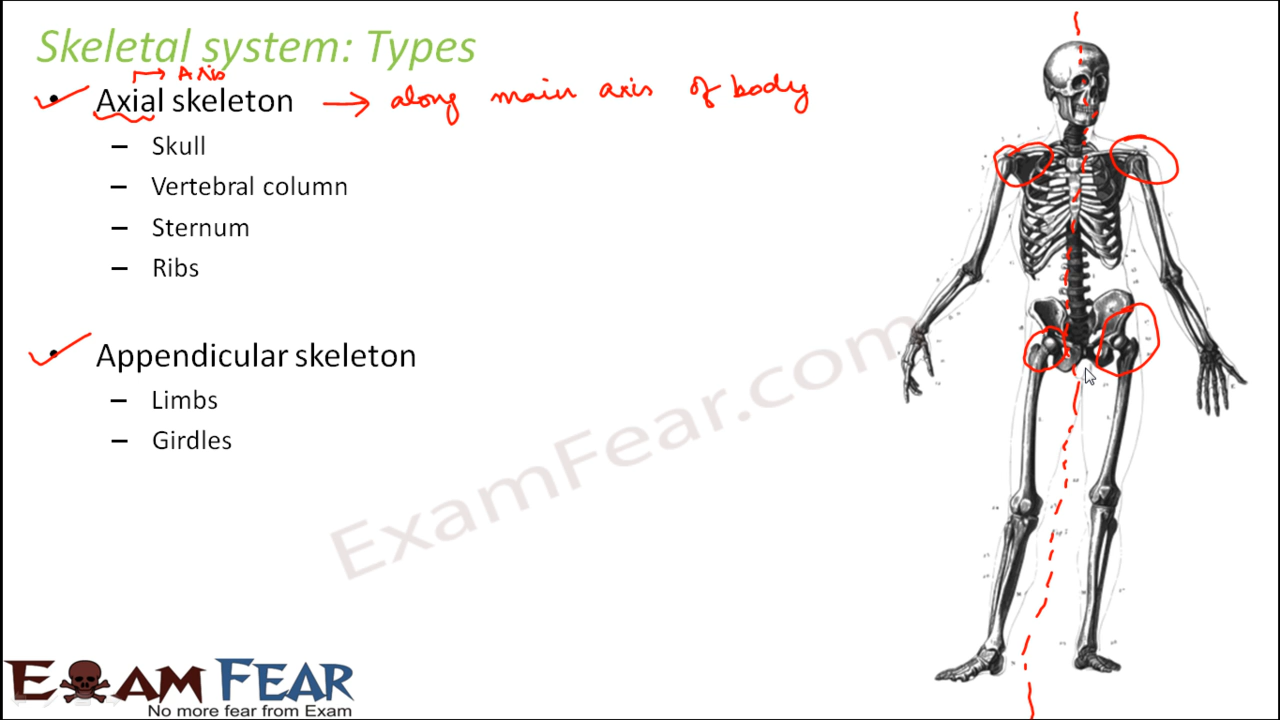 Skeletal system: Types
Axis
• Axial skeleton → along main axis of body
– Skull
– Vertebral column
– Sternum
– Ribs
• Appendicular skeleton
– Limbs
– Girdles
ExamFear.com
EXAM FEAR
No more fear from Exam